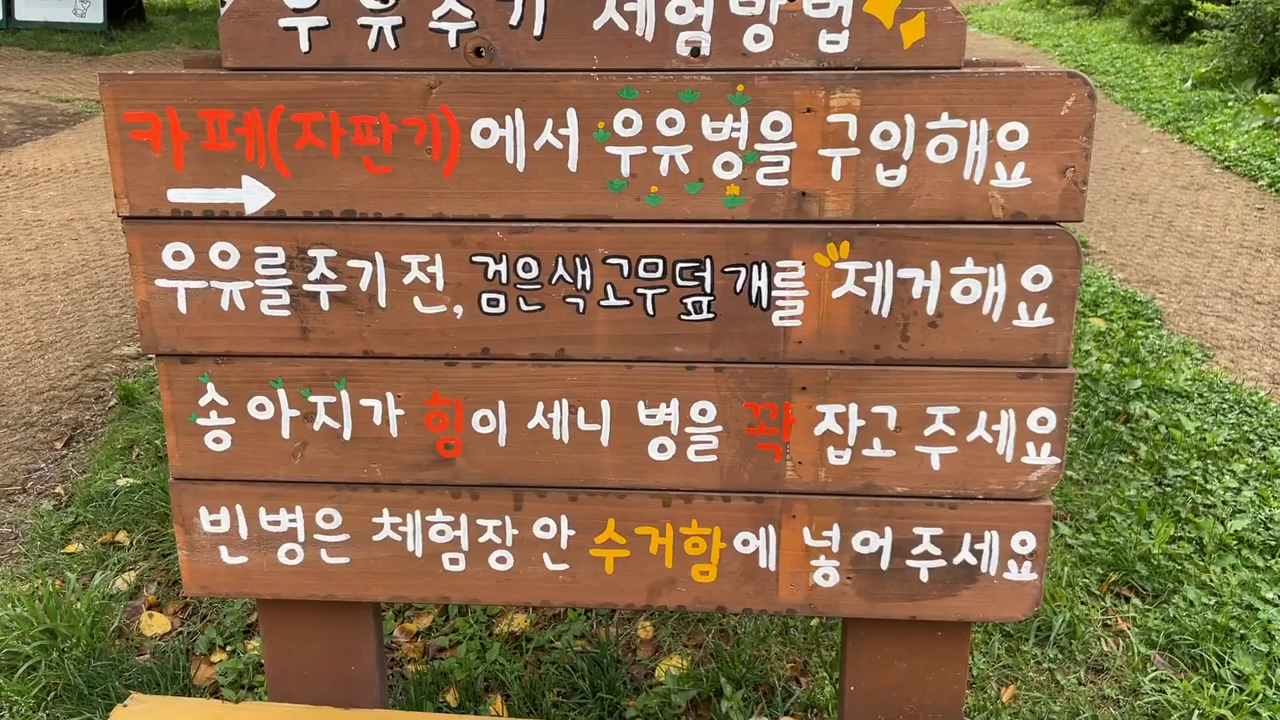 우유주기 체험방법
카페(자판기)에서 우유병을 구입해요
우유를주기전, 검은색고무덮개를 제거해요
송아지가 힘이 세니 병을 꽉 잡고 주세요
빈병은 체험장 안 수거함에 넣어주세요